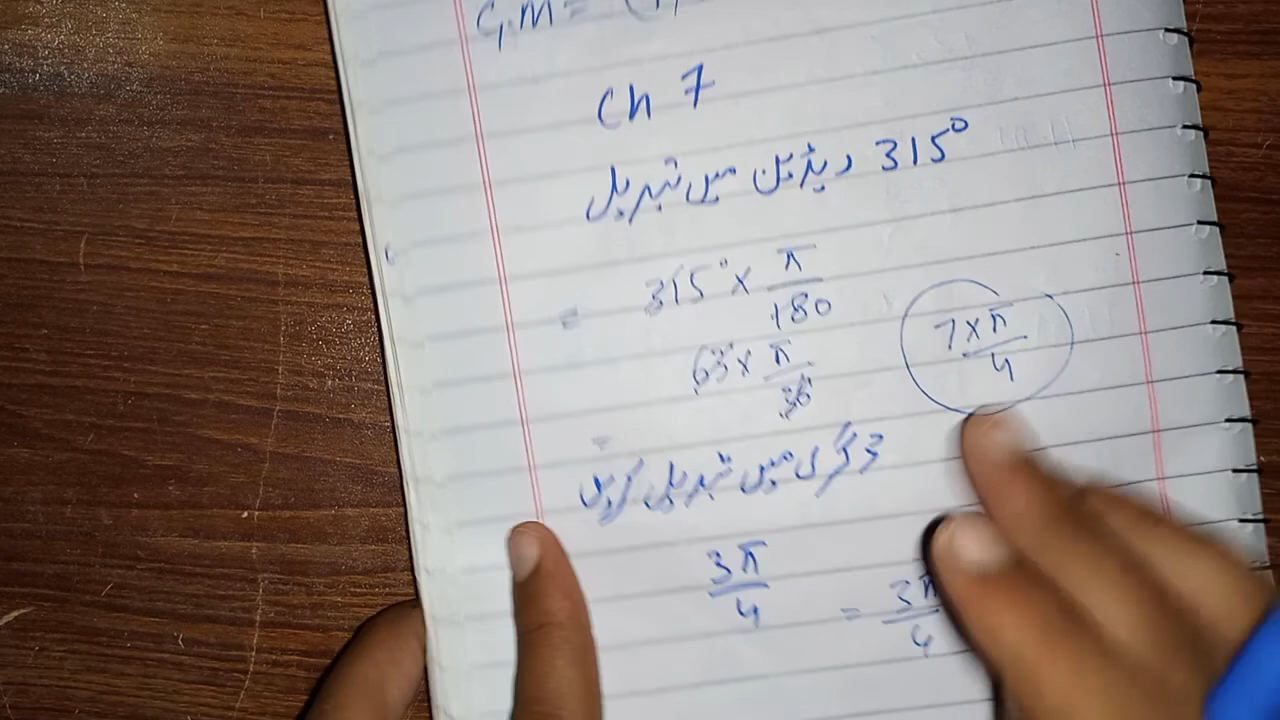 G.M =
Ch 7
315° ریڈین میں تبدیل
= 315° × π/180
63 × π/36
7 × π/4
=
ڈگری میں تبدیل کریں
3π/4 = 3π/4